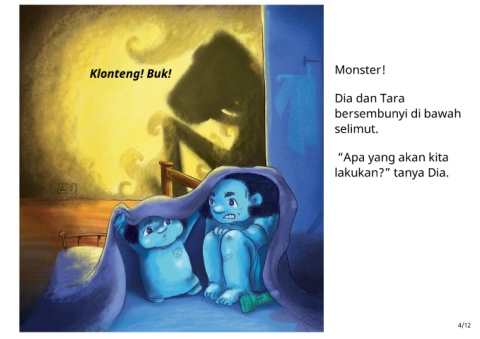 Klonteng! Buk!
Monster!
Dia dan Tara
bersembunyi di bawah
selimut.
“Apa yang akan kita
lakukan?” tanya Dia.
4/12